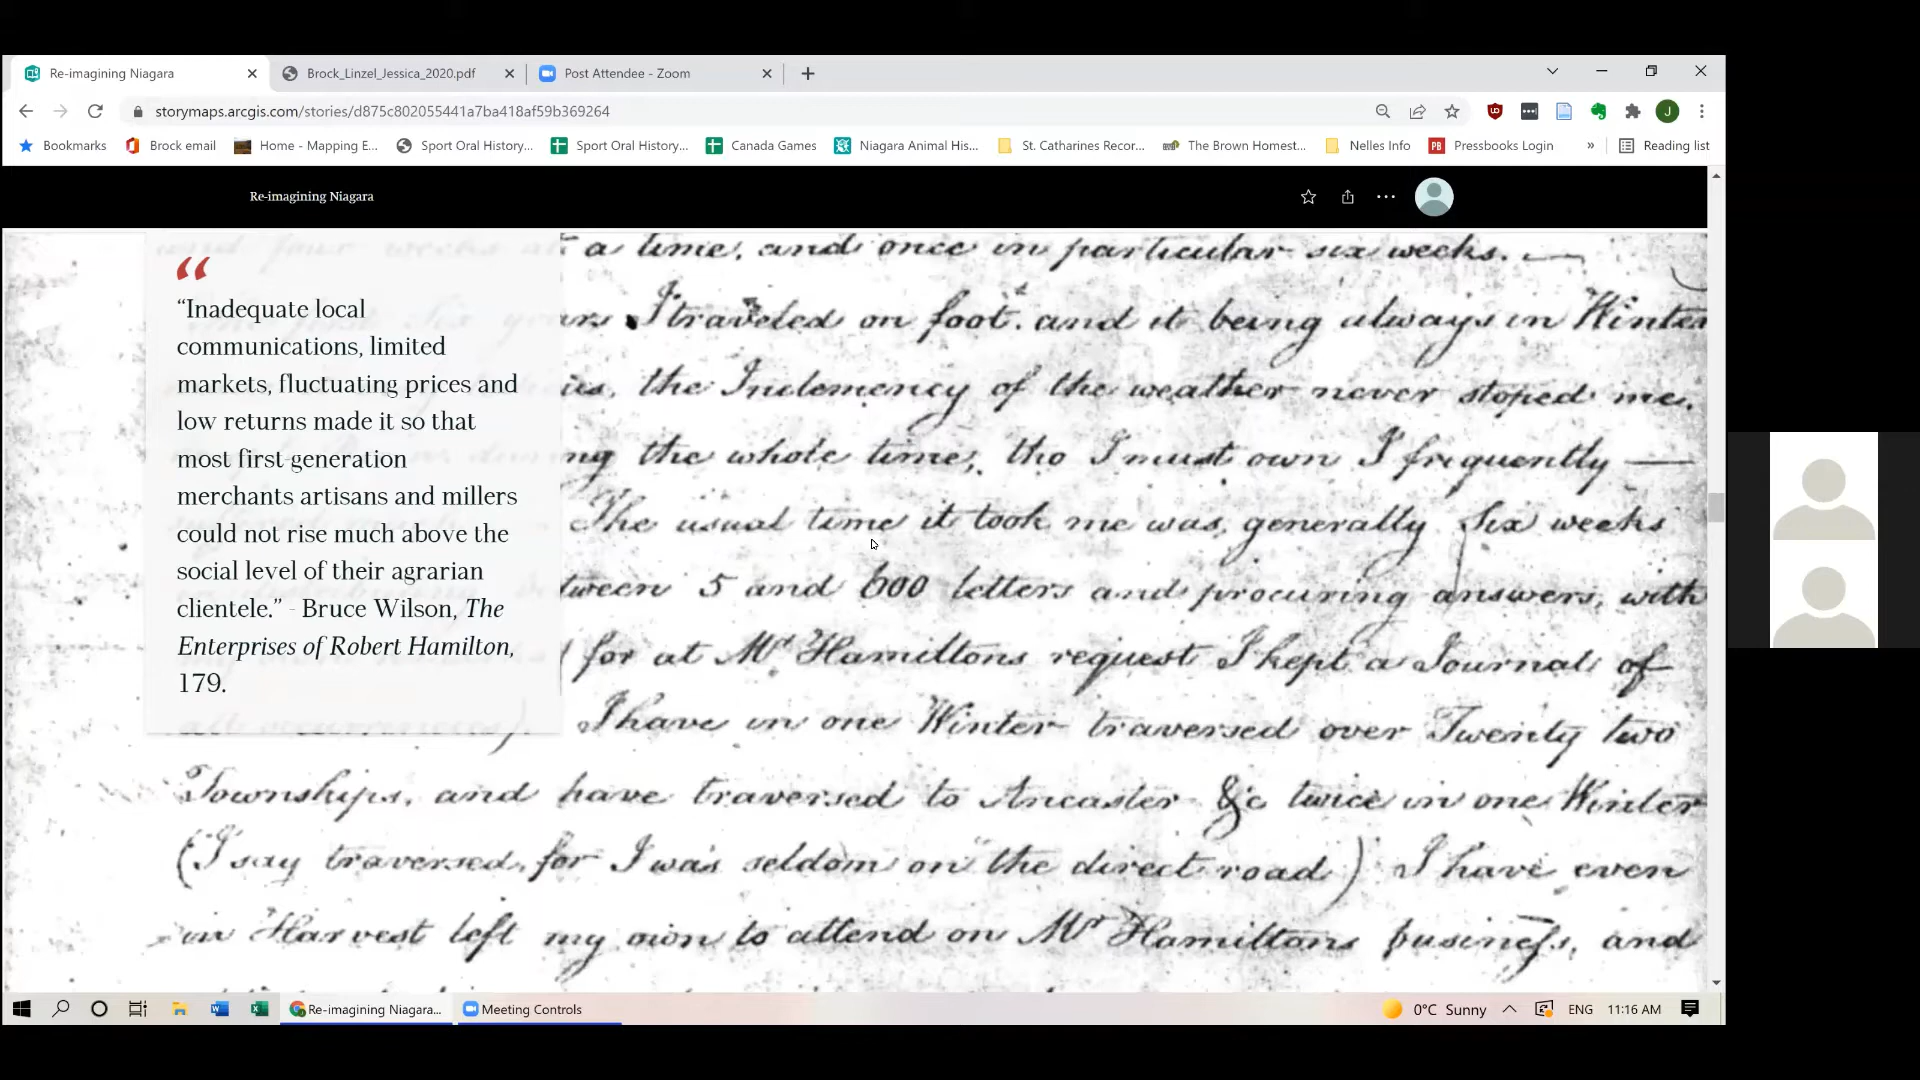 Re-imagining Niagara
Brock_Linzel_Jessica_2020.pdf
Post Attendee - Zoom
storymaps.arcgis.com/stories/d875c802055441a7ba418af59b369264
J
Bookmarks
Brock email
Home - Mapping E...
Sport Oral History...
Sport Oral History...
Canada Games
Niagara Animal His...
St. Catharines Recor...
The Brown Homest...
Nelles Info
PB Pressbooks Login
»
Reading list
Re-imagining Niagara
“
“Inadequate local
communications, limited
markets, fluctuating prices and
low returns made it so that
most first-generation
merchants artisans and millers
could not rise much above the
social level of their agrarian
clientele.” - Bruce Wilson, The
Enterprises of Robert Hamilton,
179.
a time, and once in particular six weeks.
I traveled on foot. and it being always in Winter
the Inclemency of the weather never stoped me.
the whole time, tho I must own I frequently
The usual time it took me was, generally Six weeks
tween 5 and 600 letters and procuring answers, with
for at Mr Hamiltons request I kept a Journal of
I have in one Winter traversed over Twenty two
Townships, and have traversed to Ancaster &c twice in one Winter
(I say traversed, for I was seldom on the direct road) I have even
in Harvest left my own to attend on Mr Hamiltons business, and
Re-imagining Niagara...
Meeting Controls
0°C Sunny
ENG
11:16 AM